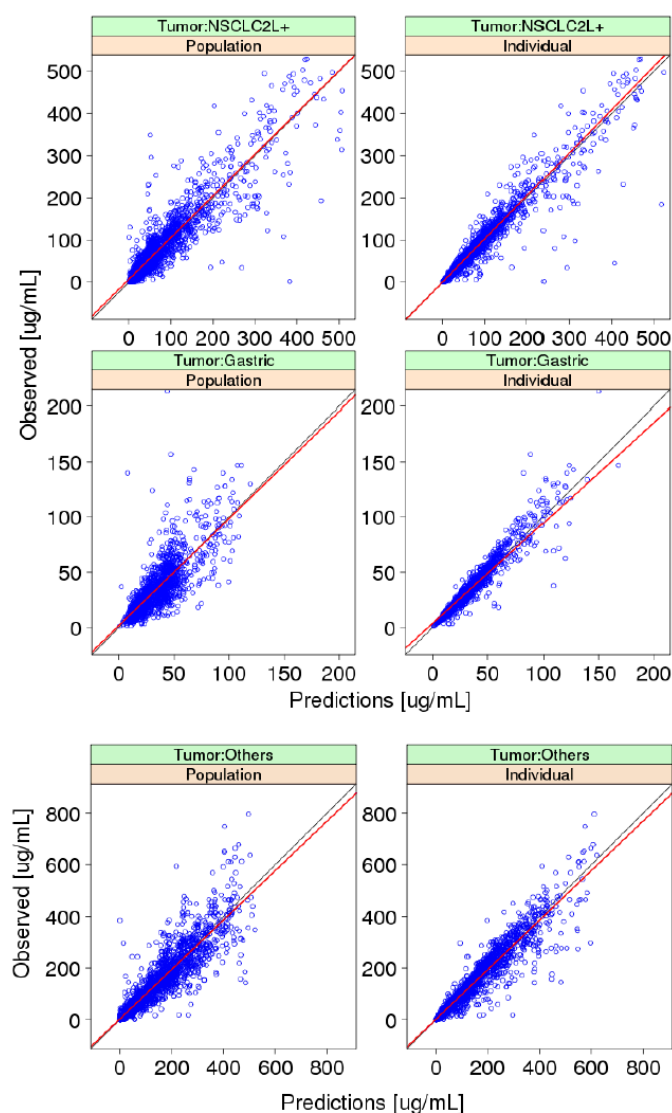 Tumor:NSCLC2L+ Tumor:NSCLC2L+
Population Individual
500 500
400 400
300 300
200 200
100 100
0 0
0 100 200 300 400 500 0 100 200 300 400 500
Observed [ug/mL]
Tumor:Gastric Tumor:Gastric
Population Individual
200 200
150 150
100 100
50 50
0 0
0 50 100 150 200 0 50 100 150 200
Predictions [ug/mL]
Tumor:Others Tumor:Others
Population Individual
800 800
600 600
400 400
200 200
0 0
0 200 400 600 800 0 200 400 600 800
Observed [ug/mL]
Predictions [ug/mL]